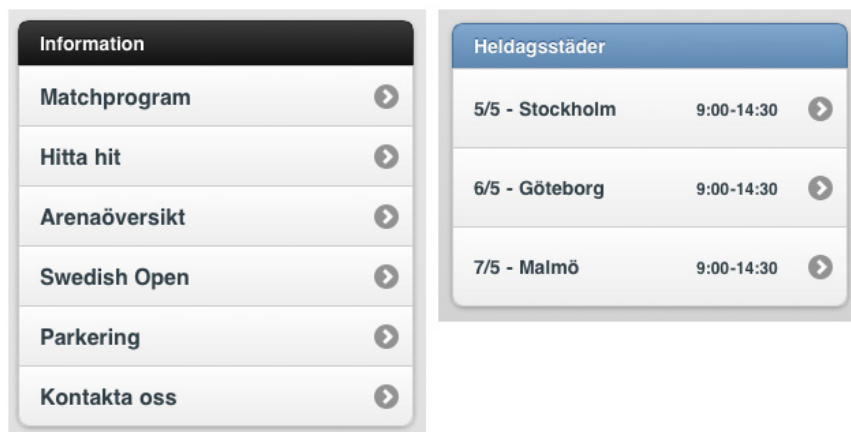 Information
Matchprogram
Hitta hit
Arenaöversikt
Swedish Open
Parkering
Kontakta oss
Heldagsstäder
5/5 - Stockholm 9:00-14:30
6/5 - Göteborg 9:00-14:30
7/5 - Malmö 9:00-14:30